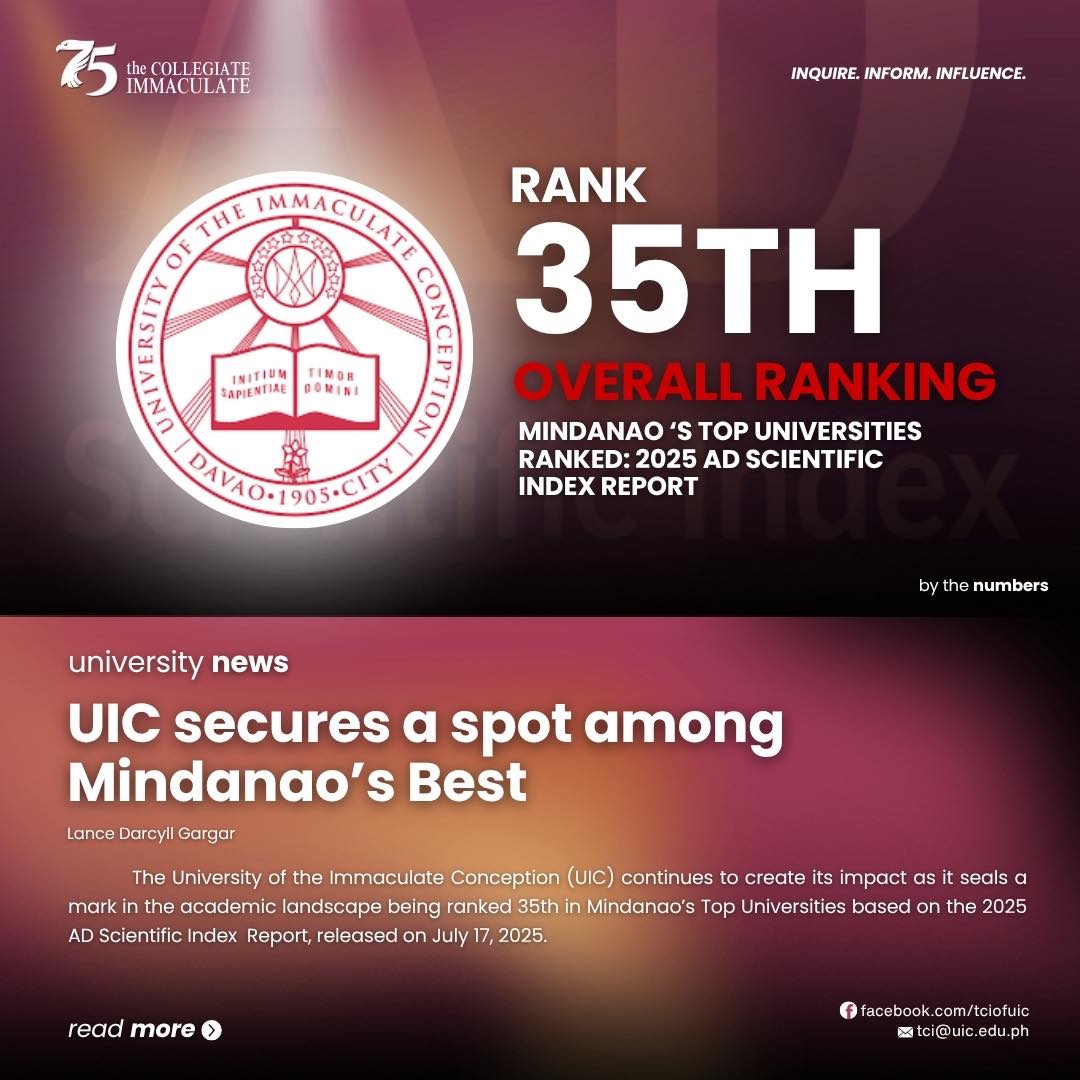 75 the COLLEGIATE
IMMACULATE
INQUIRE. INFORM. INFLUENCE.
AD
Scientific Index
UNIVERSITY OF THE IMMACULATE CONCEPTION
INITIUM
SAPIENTIAE
TIMOR
DOMINI
DAVAO•1905•CITY
RANK
35TH
OVERALL RANKING
MINDANAO ‘S TOP UNIVERSITIES
RANKED: 2025 AD SCIENTIFIC
INDEX REPORT
by the numbers
university news
UIC secures a spot among
Mindanao’s Best
Lance Darcyll Gargar
The University of the Immaculate Conception (UIC) continues to create its impact as it seals a
mark in the academic landscape being ranked 35th in Mindanao’s Top Universities based on the 2025
AD Scientific Index Report, released on July 17, 2025.
read more
facebook.com/tciofuic
tci@uic.edu.ph